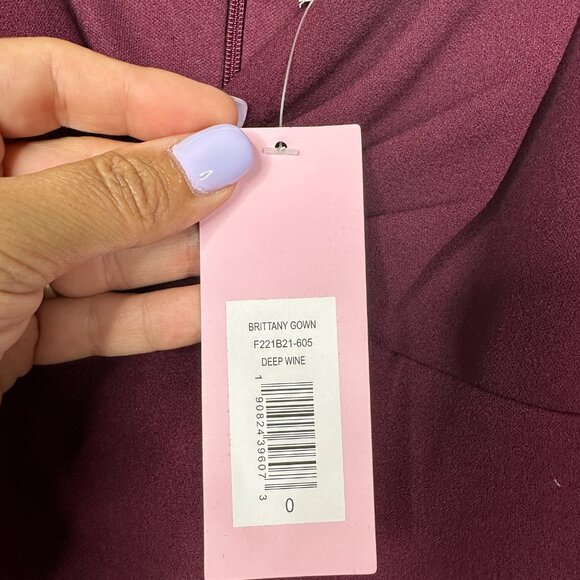 BRITTANY GOWN
F221B21-605
DEEP WINE
1 90824 39607 3
0